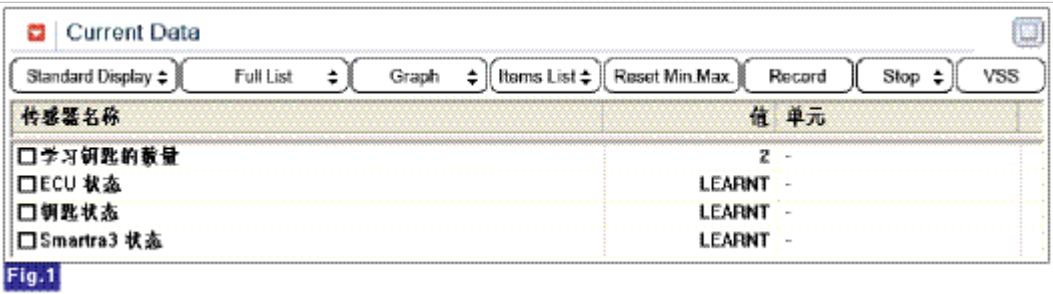 Current Data
Standard Display Full List Graph Items List Reset Min.Max. Record Stop VSS
传感器名称 值 单元
学习钥匙的数量 2 -
ECU 状态 LEARNT -
钥匙状态 LEARNT -
Smartra3 状态 LEARNT -
Fig.1